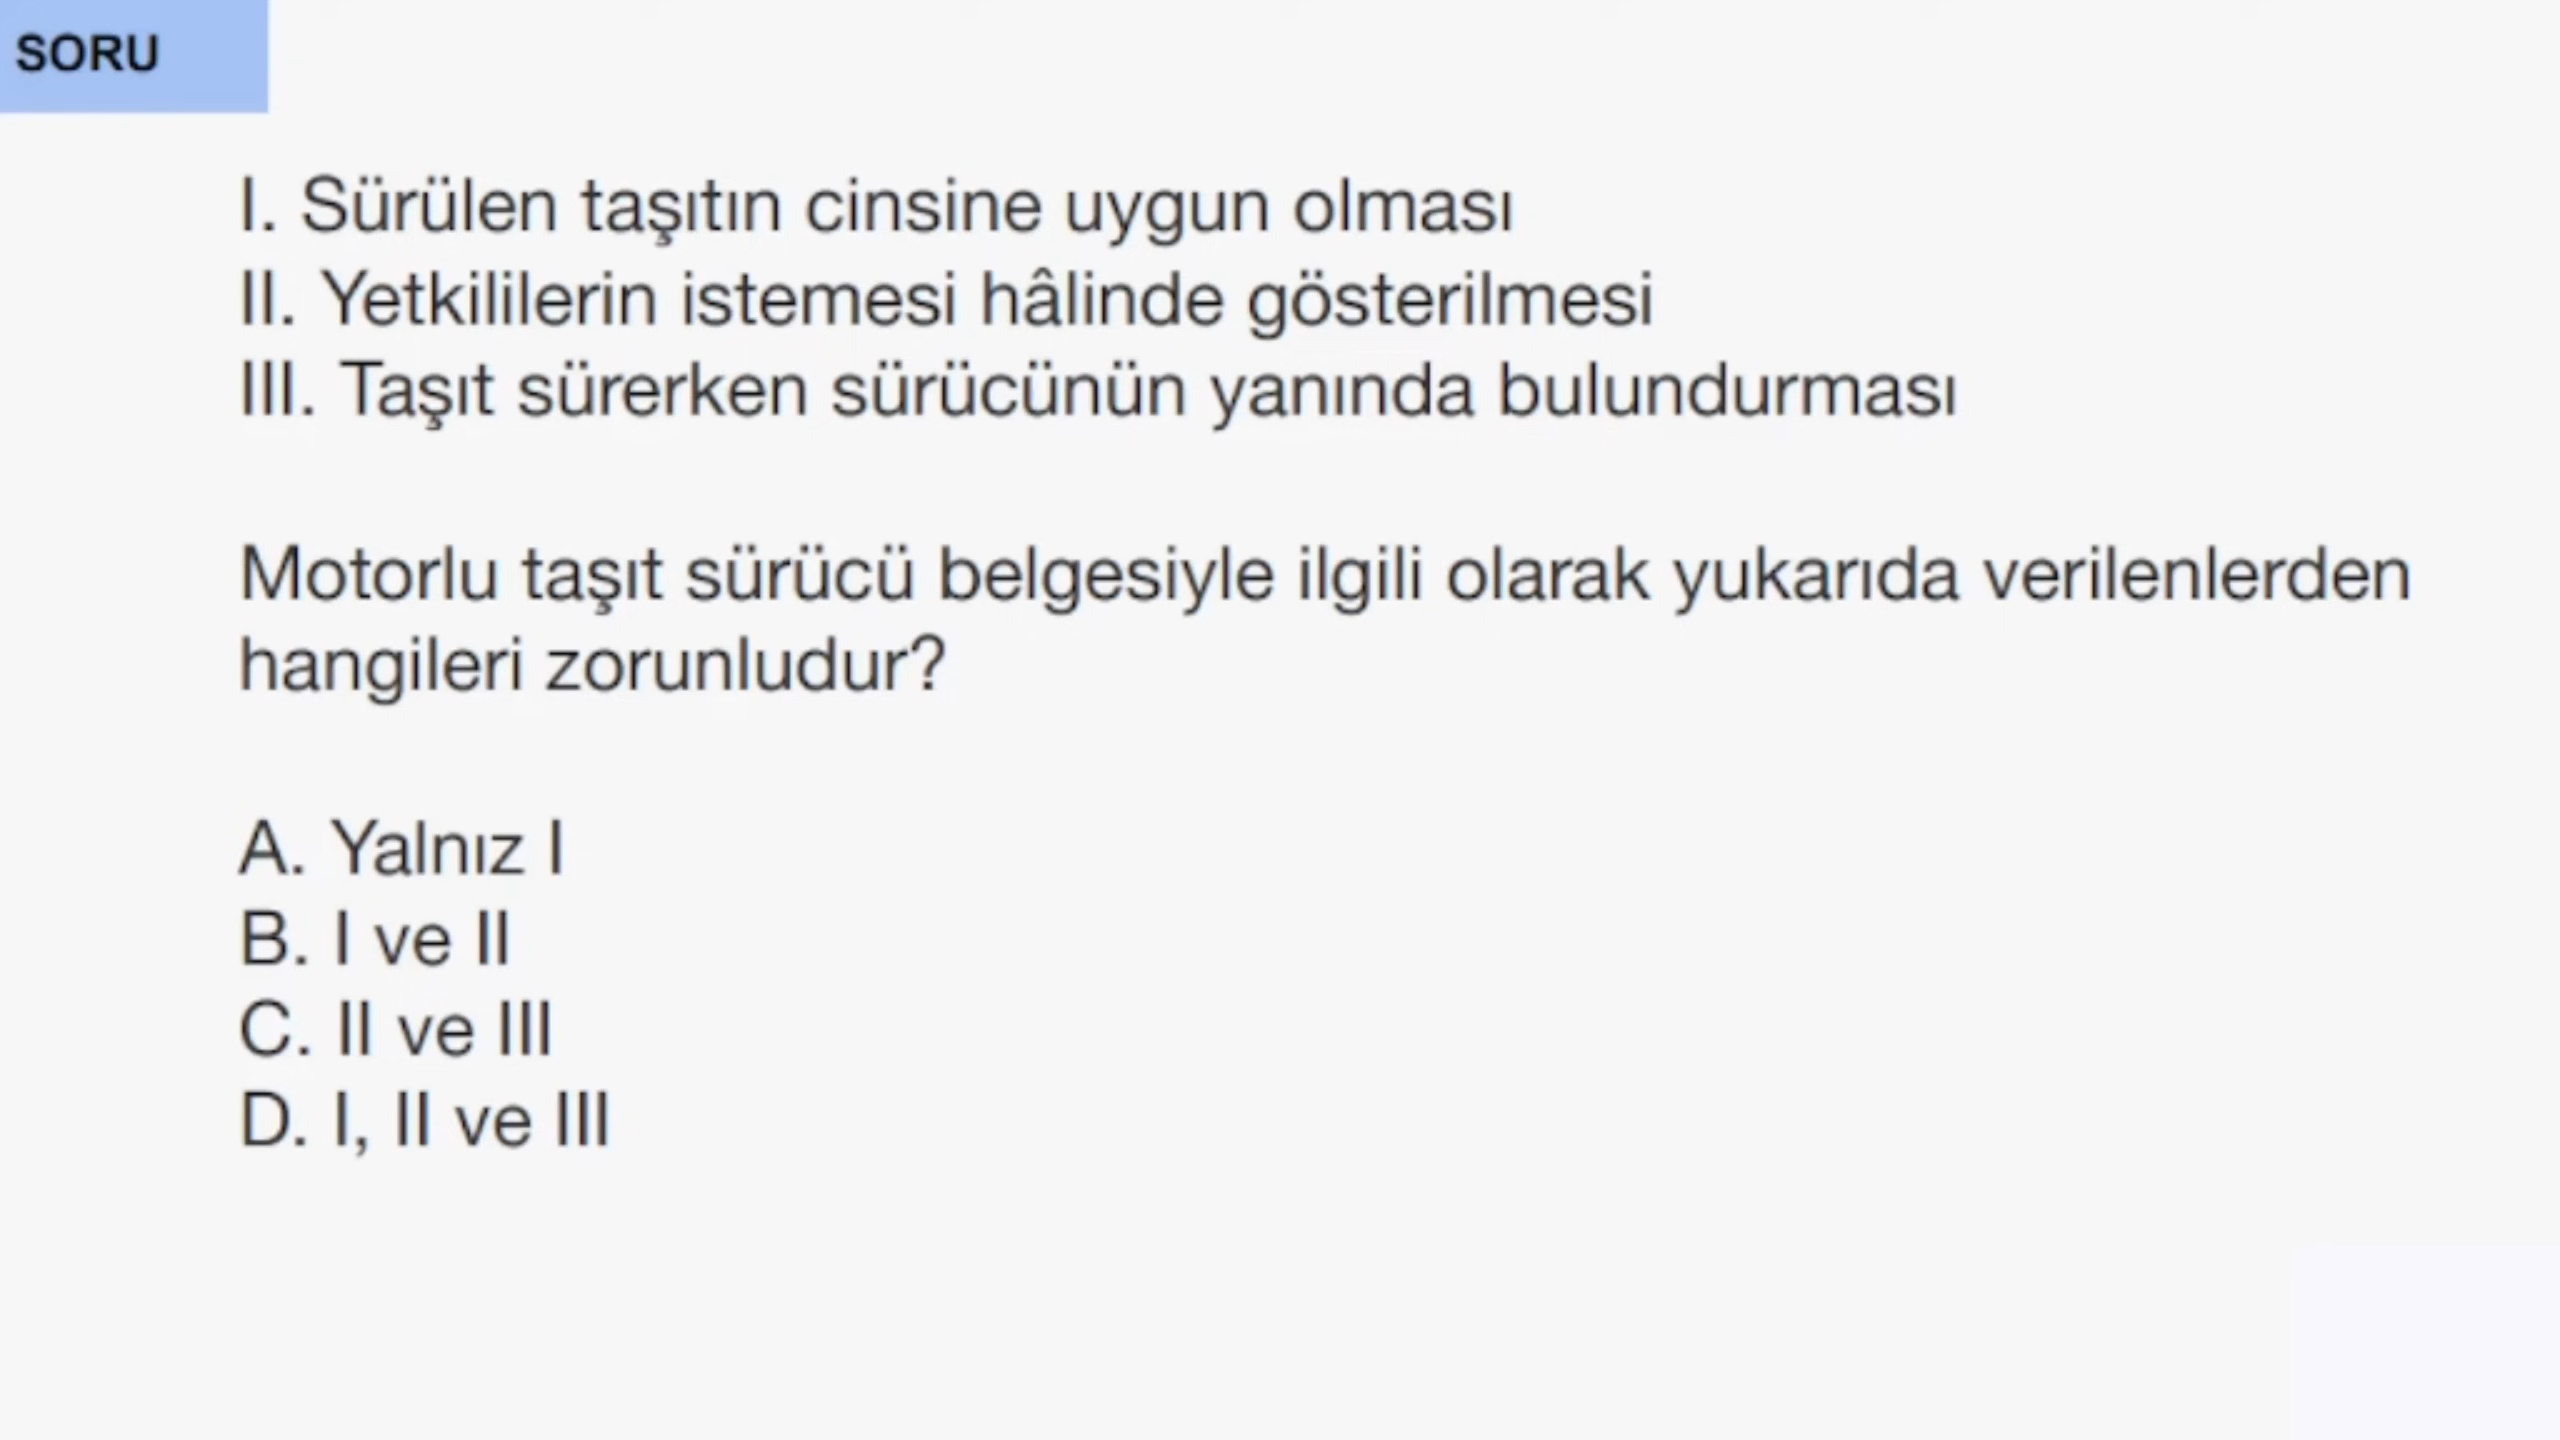 SORU
I. Sürülen taşıtın cinsine uygun olması
II. Yetkililerin istemesi hâlinde gösterilmesi
III. Taşıt sürerken sürücünün yanında bulundurması
Motorlu taşıt sürücü belgesiyle ilgili olarak yukarıda verilenlerden
hangileri zorunludur?
A. Yalnız I
B. I ve II
C. II ve III
D. I, II ve III